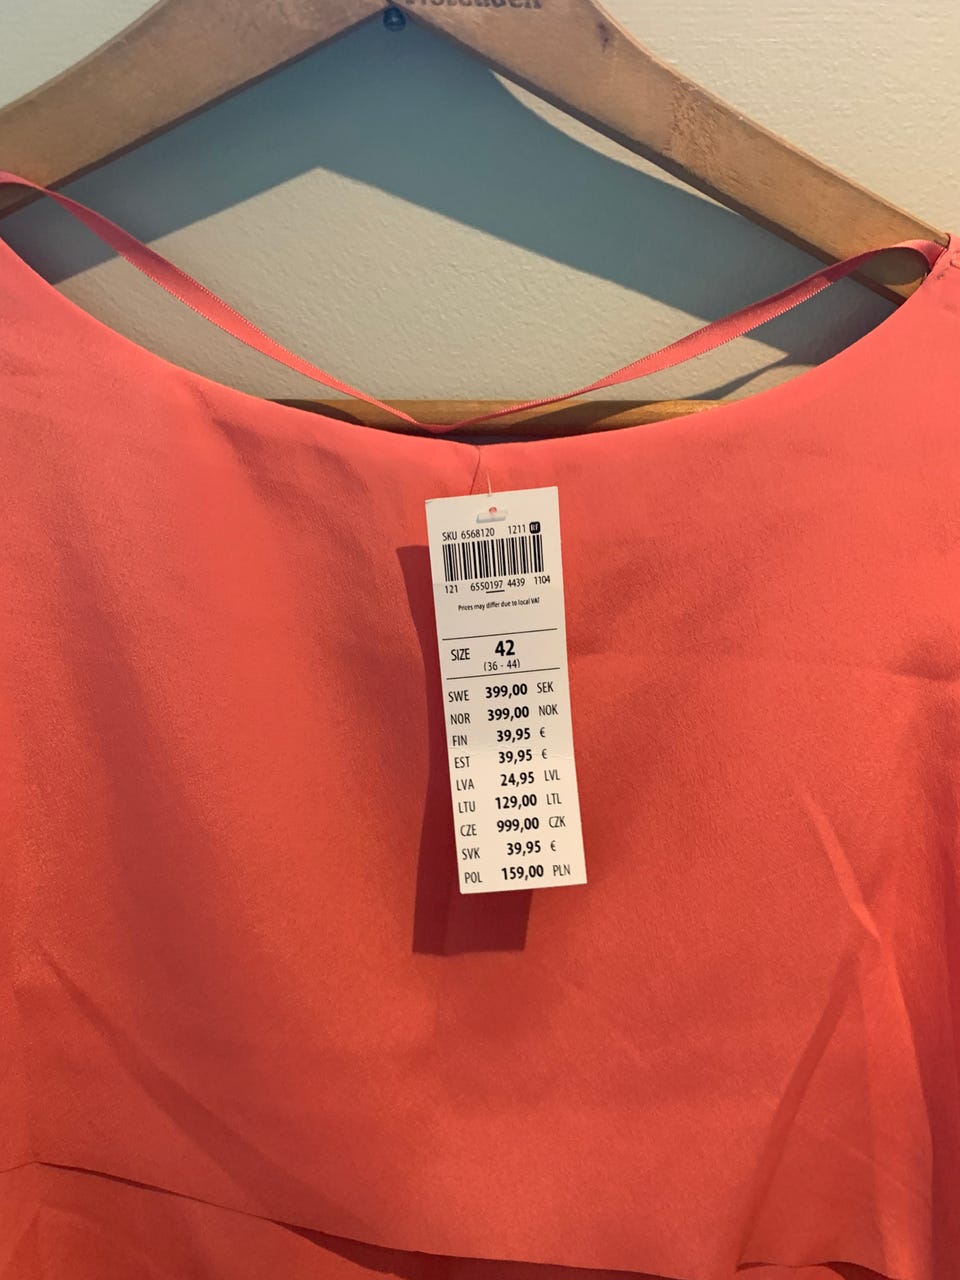 SKU 6568120 1211 RF
121 6550197 4439 1104
Prices may differ due to local VAT
SIZE 42
(36 - 44)
SWE 399,00 SEK
NOR 399,00 NOK
FIN 39,95 €
EST 39,95 €
LVA 24,95 LVL
LTU 129,00 LTL
CZE 999,00 CZK
SVK 39,95 €
POL 159,00 PLN